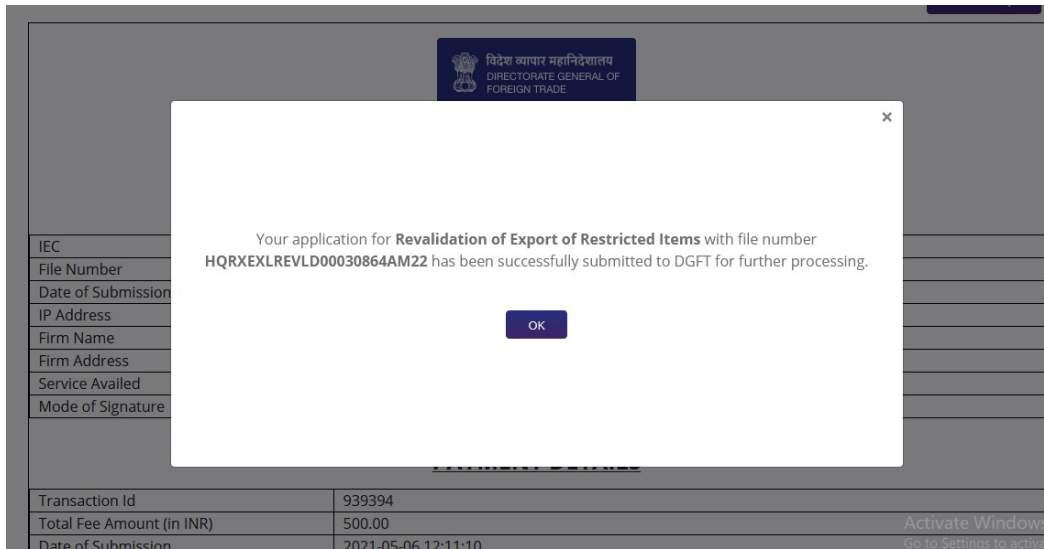 विदेश व्यापार महानिदेशालय
DIRECTORATE GENERAL OF
FOREIGN TRADE
×
Your application for Revalidation of Export of Restricted Items with file number
HQRXEXLREVLD00030864AM22 has been successfully submitted to DGFT for further processing.
OK
IEC
File Number
Date of Submission
IP Address
Firm Name
Firm Address
Service Availed
Mode of Signature
PAYMENT DETAILS
Transaction Id 939394
Total Fee Amount (in INR) 500.00
Date of Submission 2021-05-06 12:11:10
Activate Windows
Go to Settings to activa